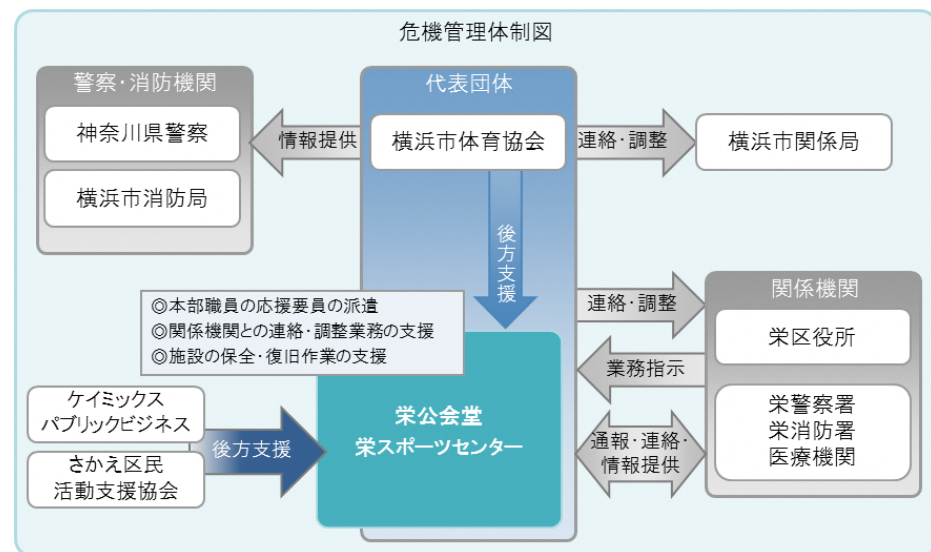 危機管理体制図
警察・消防機関
神奈川県警察
横浜市消防局
情報提供
代表団体
横浜市体育協会
連絡・調整
横浜市関係局
後方支援
◎本部職員の応援要員の派遣
◎関係機関との連絡・調整業務の支援
◎施設の保全・復旧作業の支援
ケイミックス
パブリックビジネス
さかえ区民
活動支援協会
後方支援
栄公会堂
栄スポーツセンター
連絡・調整
業務指示
通報・連絡・
情報提供
関係機関
栄区役所
栄警察署
栄消防署
医療機関